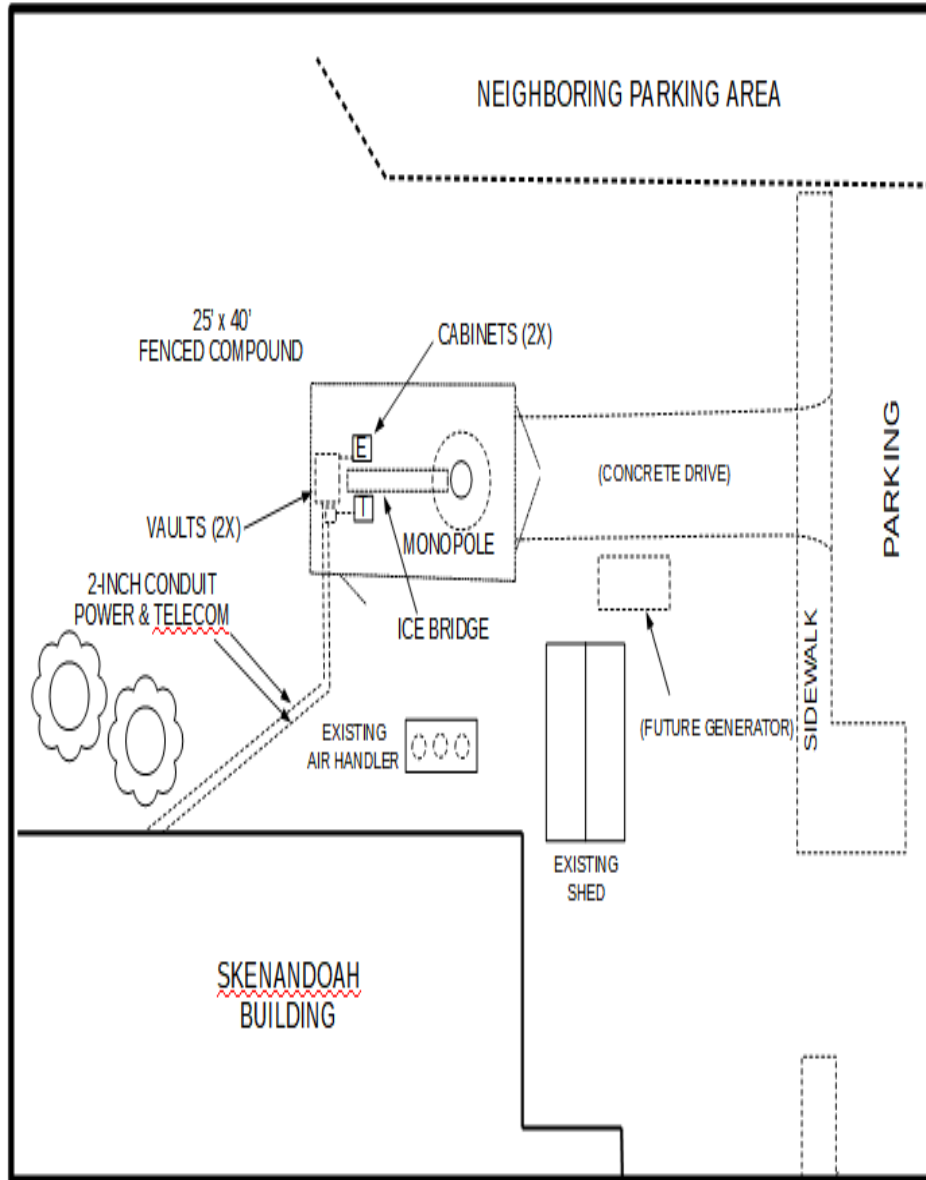 NEIGHBORING PARKING AREA
25' x 40'
FENCED COMPOUND
CABINETS (2X)
E
T
(CONCRETE DRIVE)
PARKING
VAULTS (2X)
MONOPOLE
2-INCH CONDUIT
POWER & TELECOM
ICE BRIDGE
SIDEWALK
(FUTURE GENERATOR)
EXISTING
AIR HANDLER
EXISTING
SHED
SKENANDOAH
BUILDING